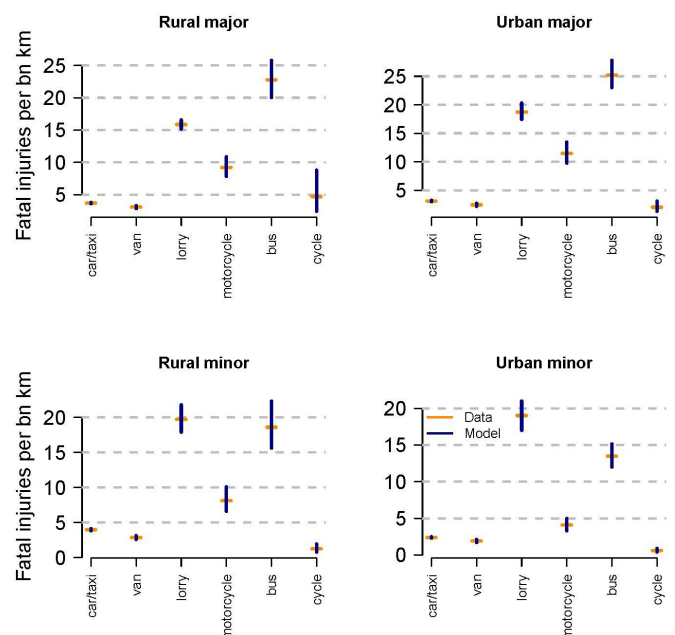 Rural major
Fatal injuries per bn km
25
20
15
10
5
car/taxi
van
lorry
motorcycle
bus
cycle
Urban major
25
20
15
10
5
car/taxi
van
lorry
motorcycle
bus
cycle
Rural minor
Fatal injuries per bn km
20
15
10
5
0
car/taxi
van
lorry
motorcycle
bus
cycle
Urban minor
20
15
10
5
0
Data
Model
car/taxi
van
lorry
motorcycle
bus
cycle